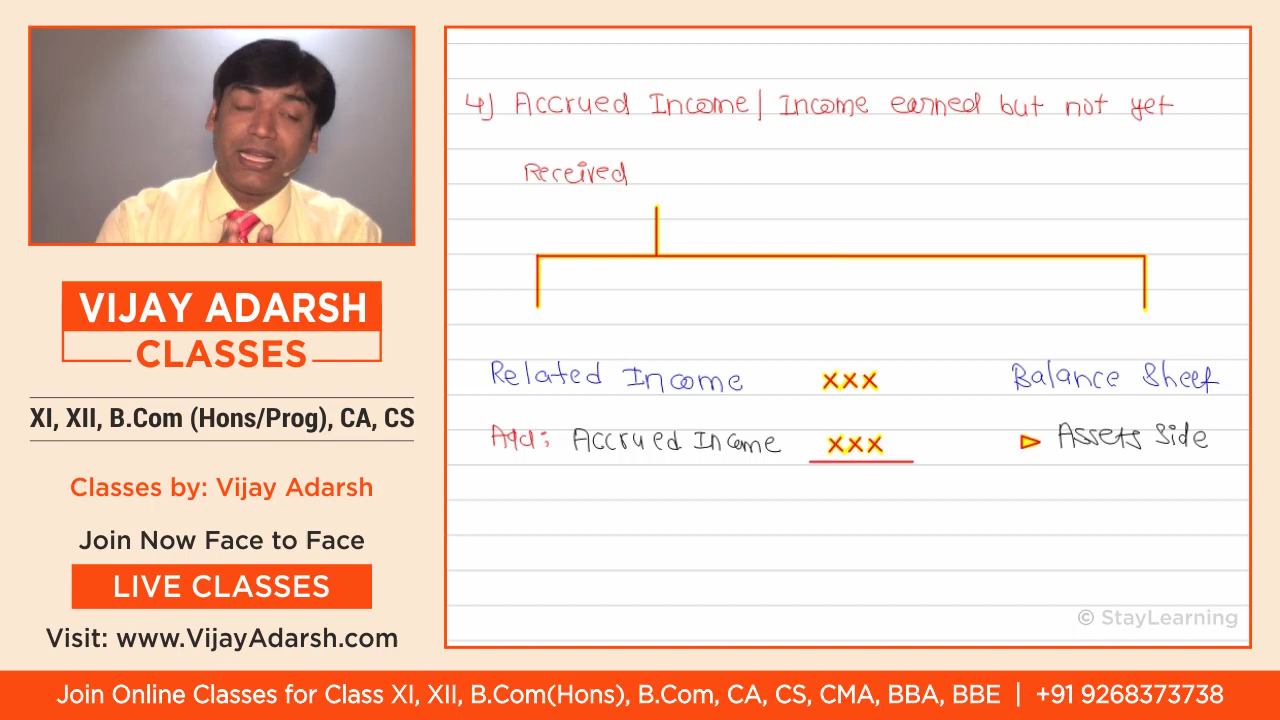 VIJAY ADARSH
CLASSES
XI, XII, B.Com (Hons/Prog), CA, CS
Classes by: Vijay Adarsh
Join Now Face to Face
LIVE CLASSES
Visit: www.VijayAdarsh.com
4) Accrued Income/ Income earned but not yet
Received
Related Income xxx
Add: Accrued Income xxx
Balance Sheet
Assets Side
© StayLearning
Join Online Classes for Class XI, XII, B.Com(Hons), B.Com, CA, CS, CMA, BBA, BBE | +91 9268373738